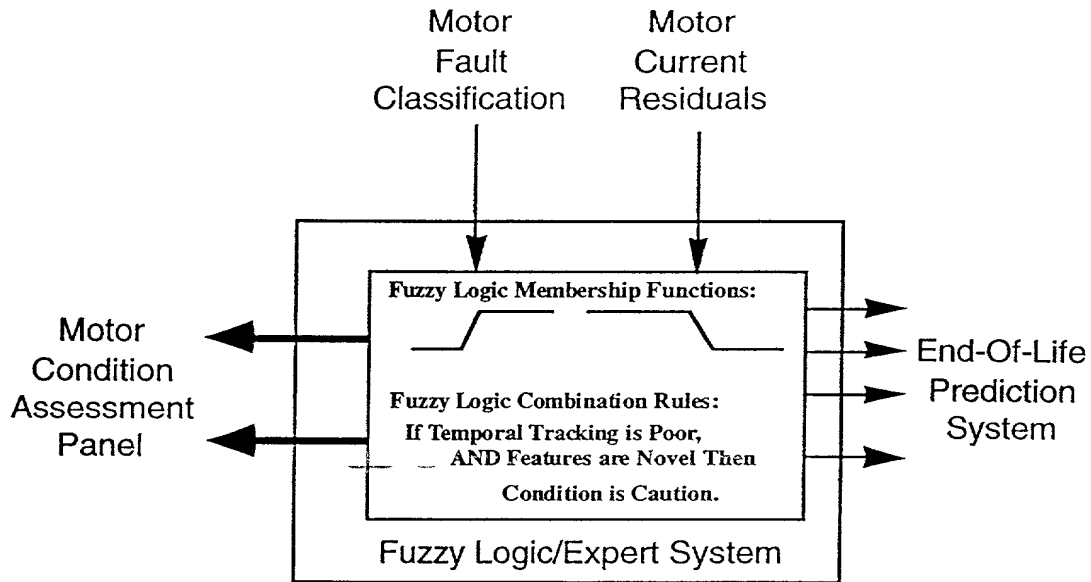 Motor
Fault
Classification
Motor
Current
Residuals
Fuzzy Logic Membership Functions:
Motor
Condition
Assessment
Panel
End-Of-Life
Prediction
System
Fuzzy Logic Combination Rules:
If Temporal Tracking is Poor,
AND Features are Novel Then
Condition is Caution.
Fuzzy Logic/Expert System